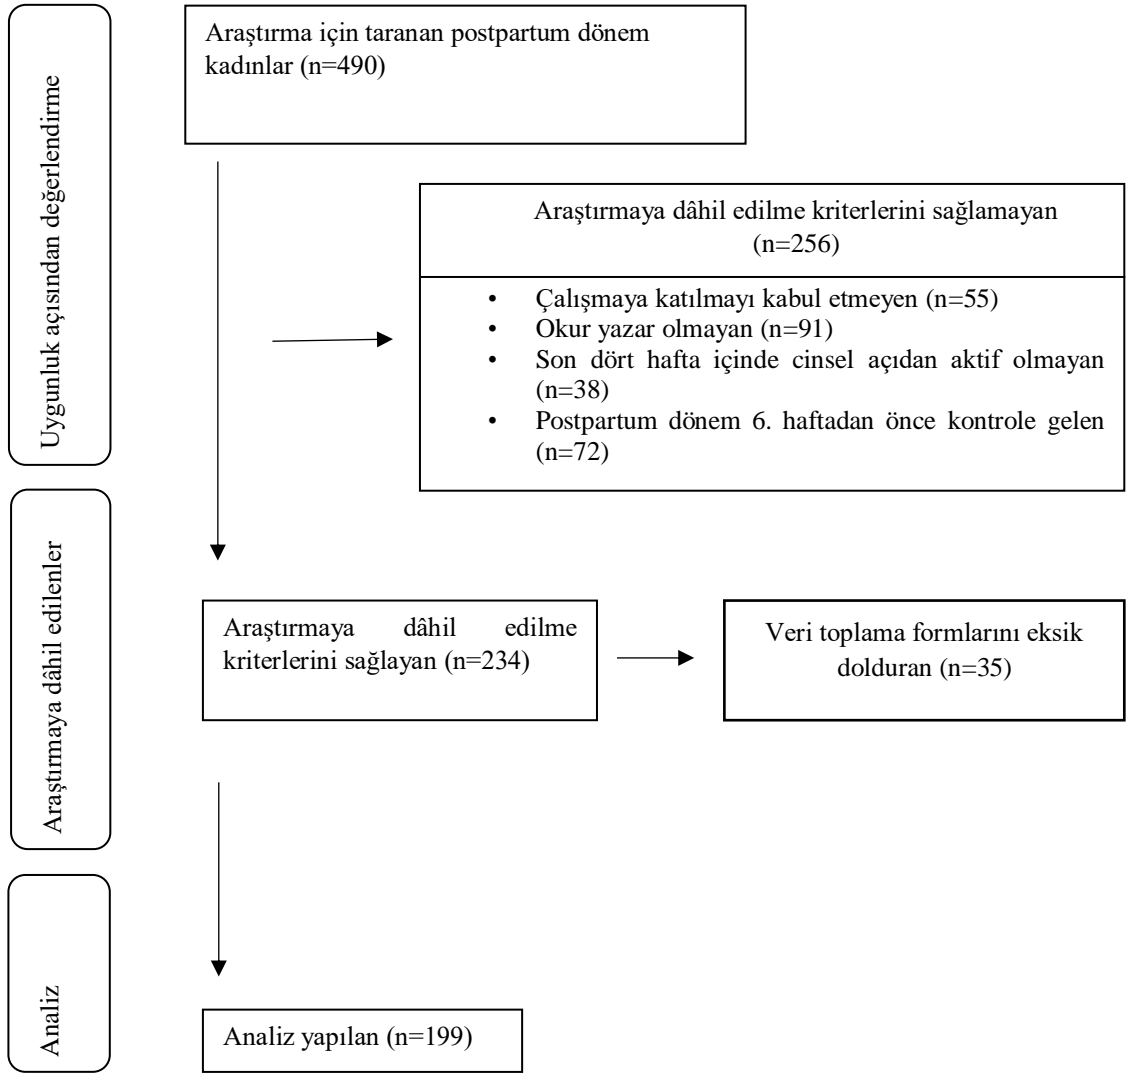 Uygunluk açısından değerlendirme
Araştırma için taranan postpartum dönem
kadınlar (n=490)
Araştırmaya dâhil edilme kriterlerini sağlamayan
(n=256)
• Çalışmaya katılmayı kabul etmeyen (n=55)
• Okur yazar olmayan (n=91)
• Son dört hafta içinde cinsel açıdan aktif olmayan
(n=38)
• Postpartum dönem 6. haftadan önce kontrole gelen
(n=72)
Araştırmaya dâhil edilenler
Araştırmaya dâhil edilme
kriterlerini sağlayan (n=234)
Veri toplama formlarını eksik
dolduran (n=35)
Analiz
Analiz yapılan (n=199)